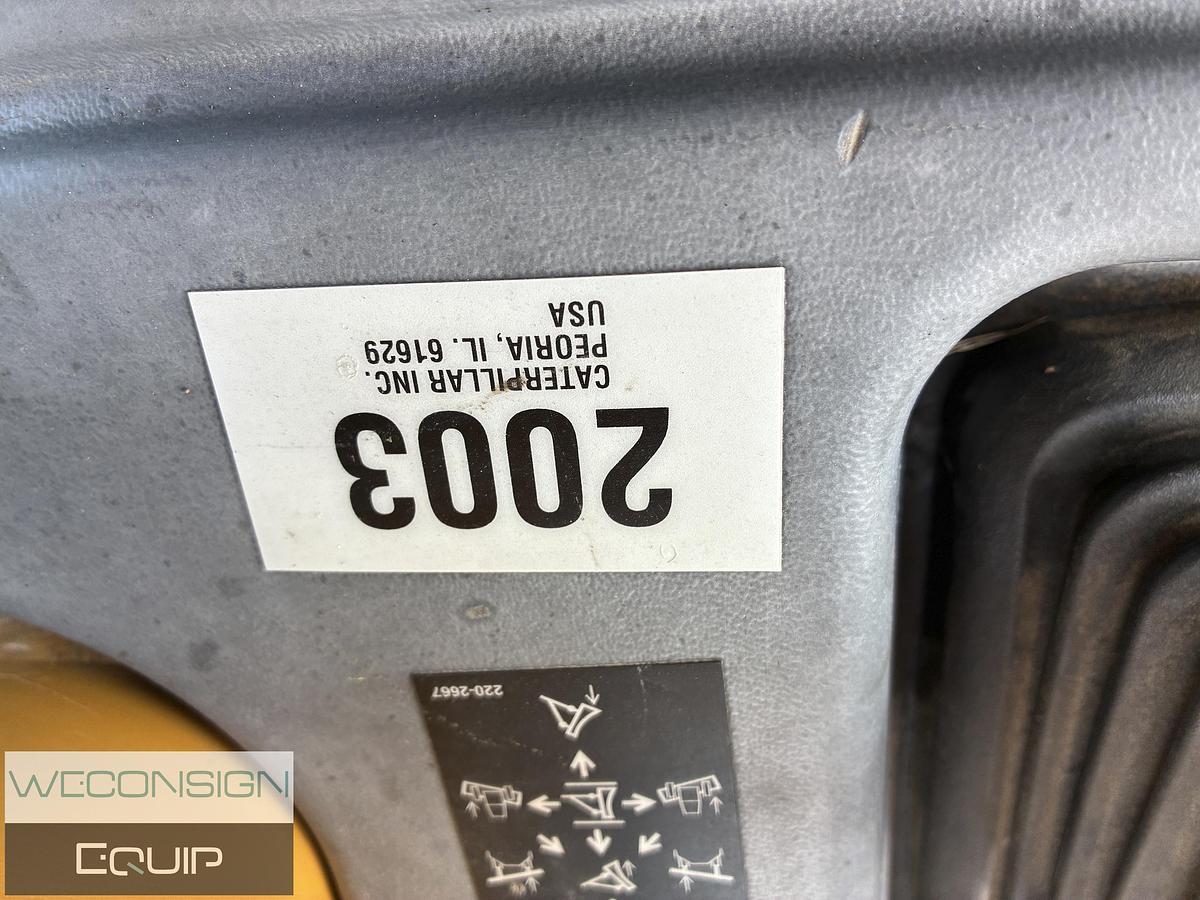 2003
CATERPILLAR INC.
PEORIA, IL. 61629
USA
220-2667
WECONSIGN
EQUIP